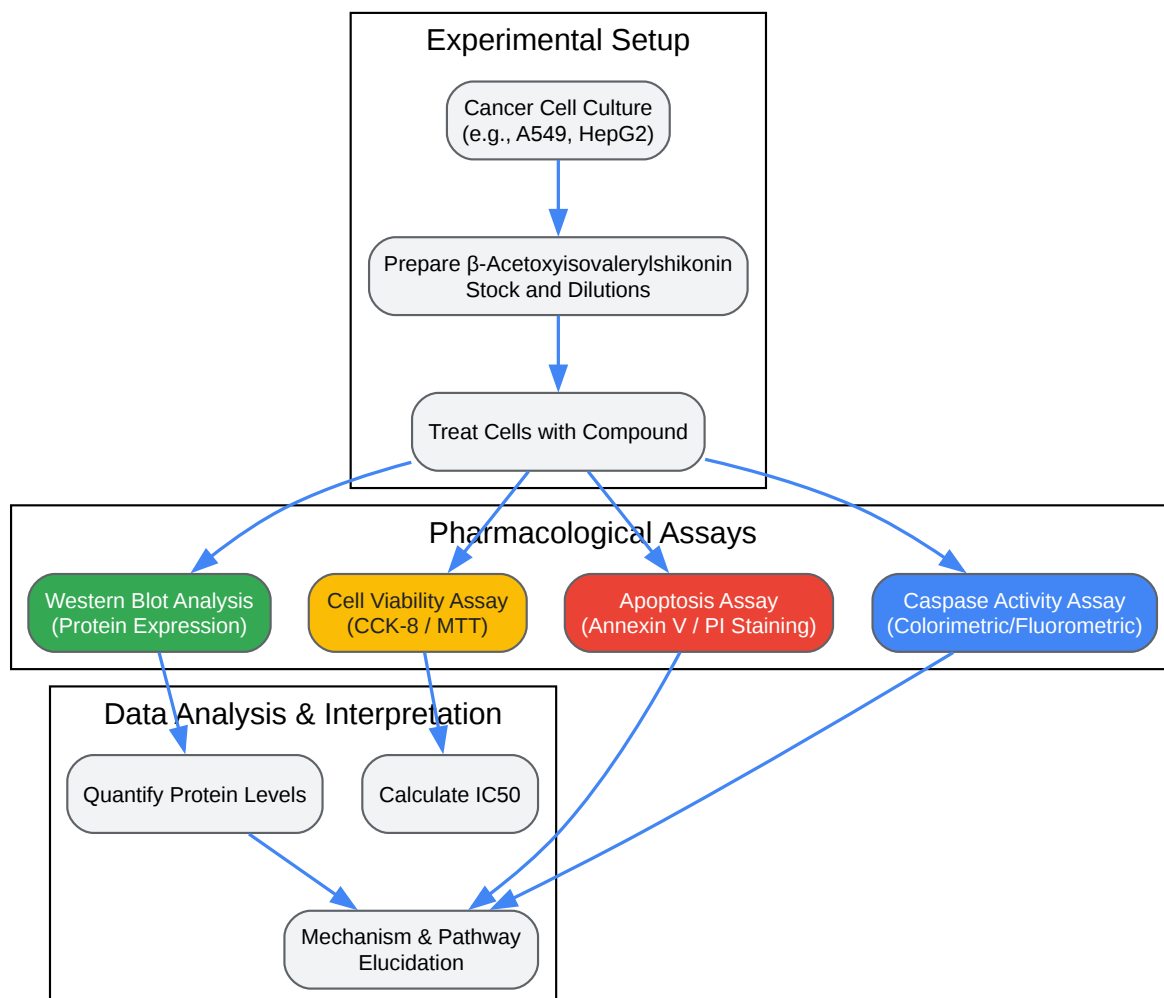 Experimental Setup
Cancer Cell Culture
(e.g., A549, HepG2)
Prepare β-Acetoxyisovalerylshikonin
Stock and Dilutions
Treat Cells with Compound
Pharmacological Assays
Western Blot Analysis
(Protein Expression)
Cell Viability Assay
(CCK-8 / MTT)
Apoptosis Assay
(Annexin V / PI Staining)
Caspase Activity Assay
(Colorimetric/Fluorometric)
Data Analysis & Interpretation
Quantify Protein Levels
Calculate IC50
Mechanism & Pathway
Elucidation